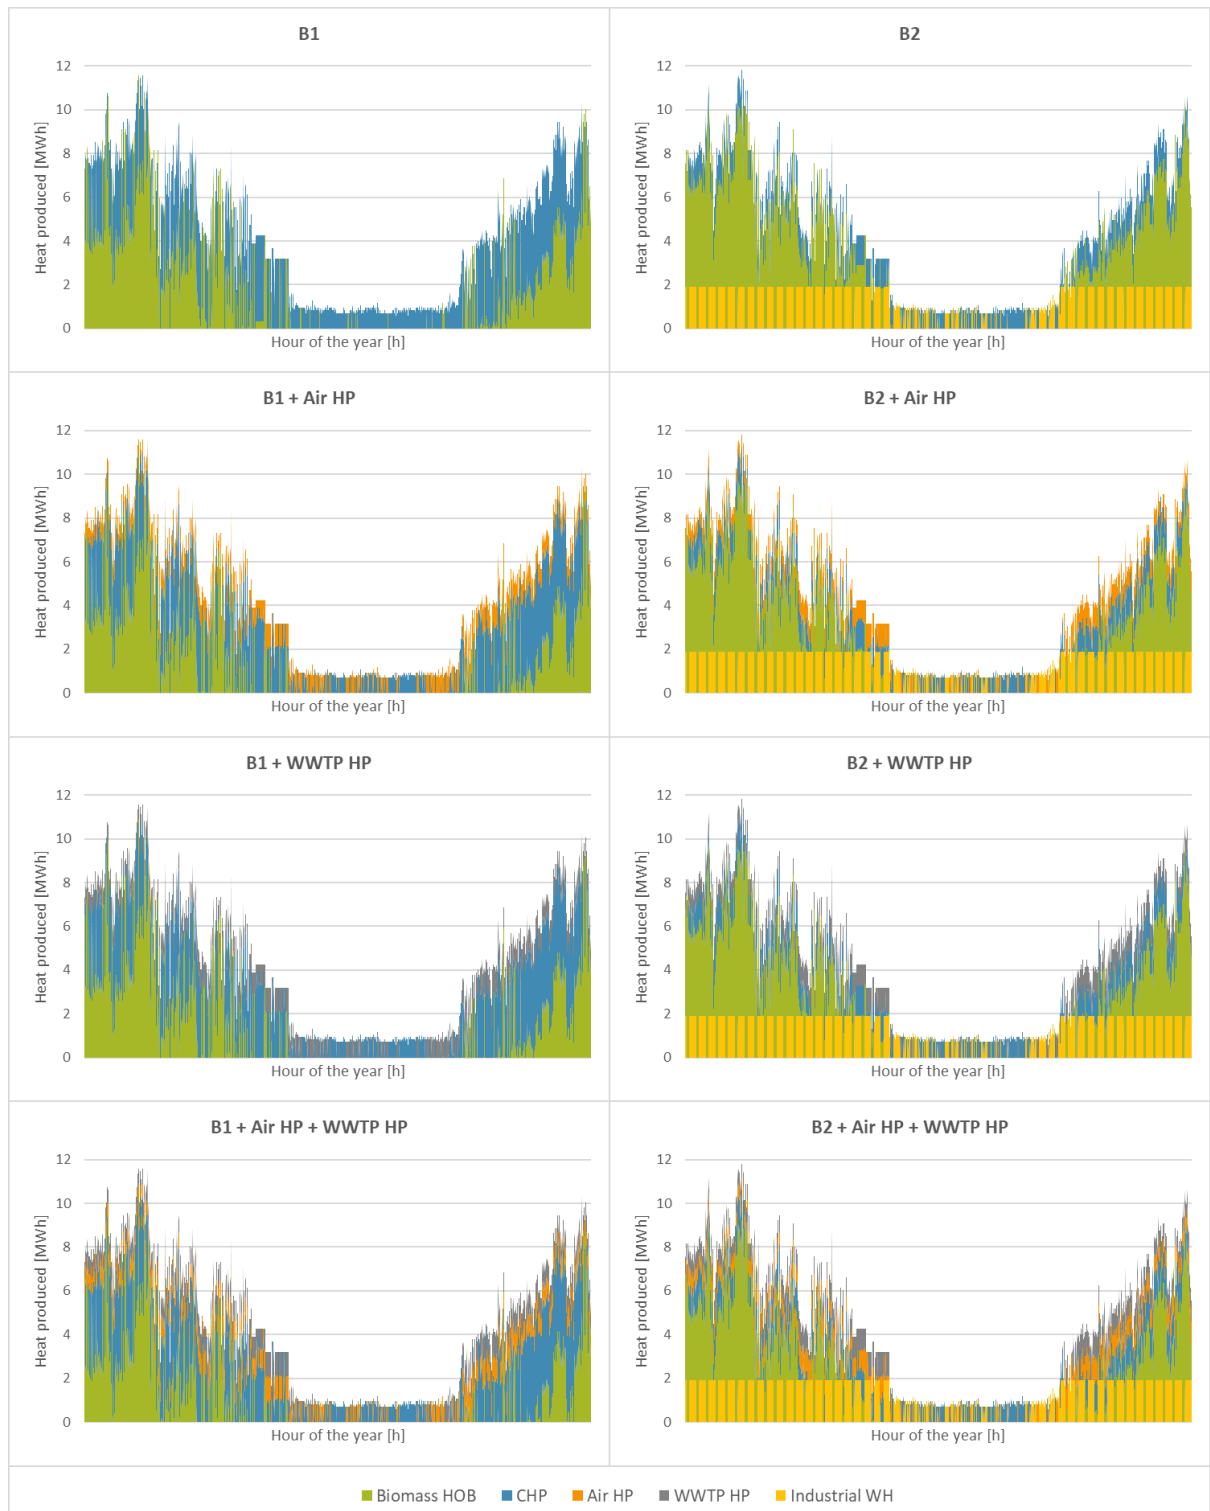 B1
12
10
8
6
4
2
0
Heat produced [MWh]
Hour of the year [h]
B2
12
10
8
6
4
2
0
Heat produced [MWh]
Hour of the year [h]
B1 + Air HP
12
10
8
6
4
2
0
Heat produced [MWh]
Hour of the year [h]
B2 + Air HP
12
10
8
6
4
2
0
Heat produced [MWh]
Hour of the year [h]
B1 + WWTP HP
12
10
8
6
4
2
0
Heat produced [MWh]
Hour of the year [h]
B2 + WWTP HP
12
10
8
6
4
2
0
Heat produced [MWh]
Hour of the year [h]
B1 + Air HP + WWTP HP
12
10
8
6
4
2
0
Heat produced [MWh]
Hour of the year [h]
B2 + Air HP + WWTP HP
12
10
8
6
4
2
0
Heat produced [MWh]
Hour of the year [h]
Biomass HOB CHP Air HP WWTP HP Industrial WH